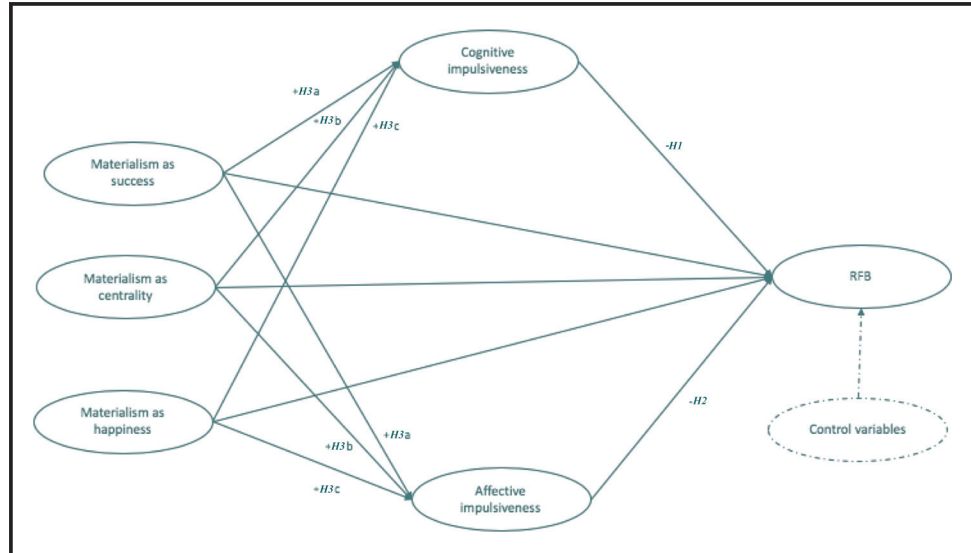 Cognitive
impulsiveness
+H3a
+H3b
+H3c
-H1
Materialism as
success
Materialism as
centrality
RFB
Materialism as
happiness
-H2
Control variables
+H3a
+H3b
+H3c
Affective
impulsiveness